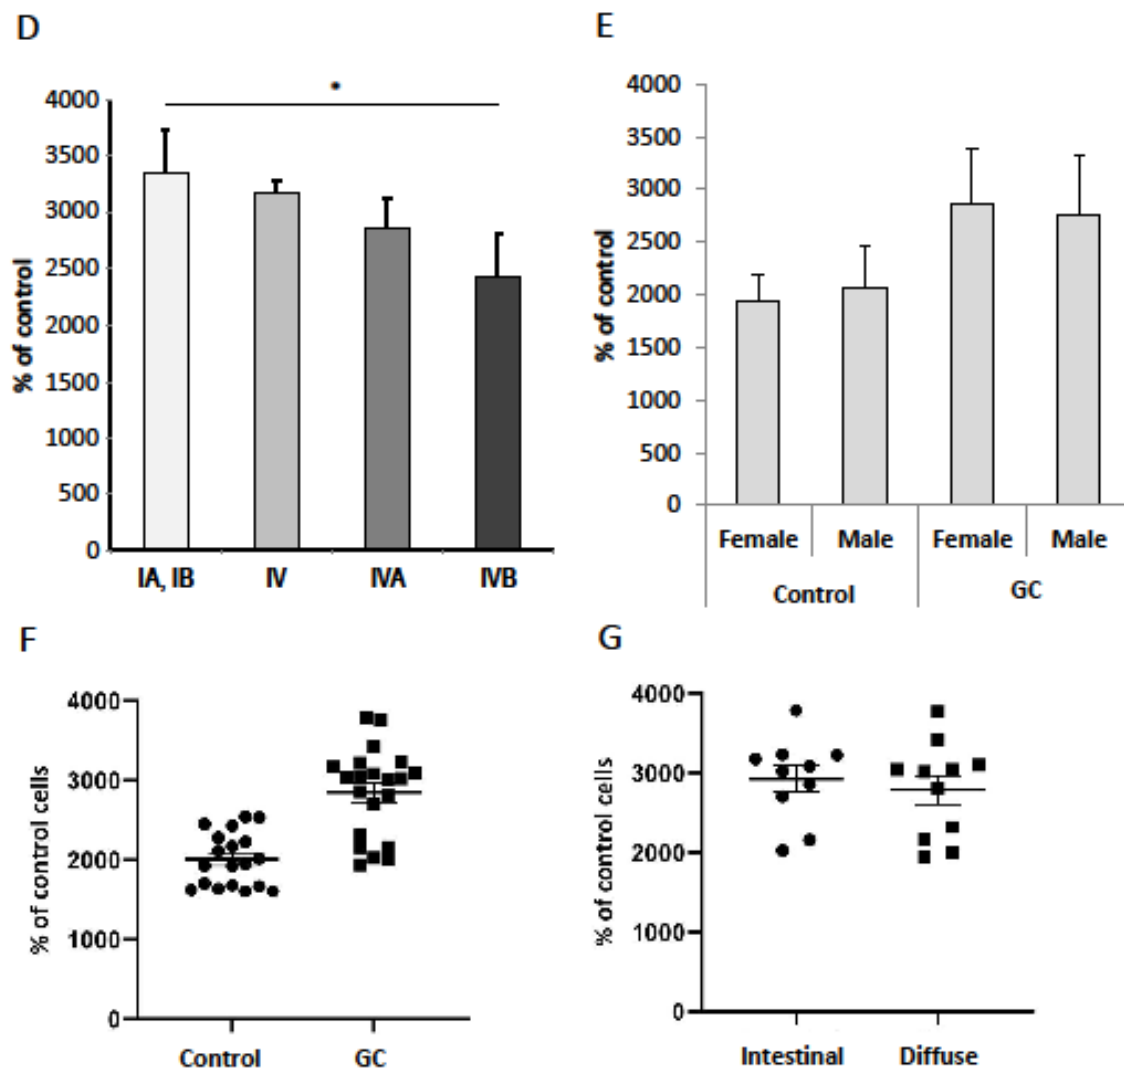 D
*
4000
3500
3000
2500
2000
1500
1000
500
0
% of control
IA, IB IV IVA IVB
E
4000
3500
3000
2500
2000
1500
1000
500
0
% of control
Female Male Female Male
Control GC
F
4000
3000
2000
1000
0
% of control cells
Control GC
G
4000
3000
2000
1000
0
% of control cells
Intestinal Diffuse